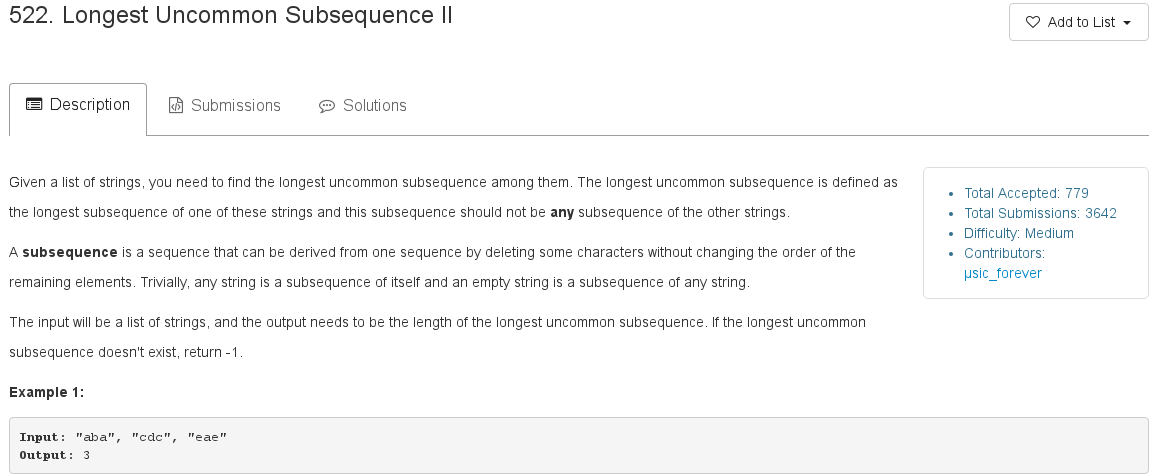 522. Longest Uncommon Subsequence II
Add to List
Description
Submissions
Solutions
Given a list of strings, you need to find the longest uncommon subsequence among them. The longest uncommon subsequence is defined as
the longest subsequence of one of these strings and this subsequence should not be any subsequence of the other strings.
A subsequence is a sequence that can be derived from one sequence by deleting some characters without changing the order of the
remaining elements. Trivially, any string is a subsequence of itself and an empty string is a subsequence of any string.
The input will be a list of strings, and the output needs to be the length of the longest uncommon subsequence. If the longest uncommon
subsequence doesn't exist, return -1.
Total Accepted: 779
Total Submissions: 3642
Difficulty: Medium
Contributors:
μsic_forever
Example 1:
Input: "aba", "cdc", "eae"
Output: 3